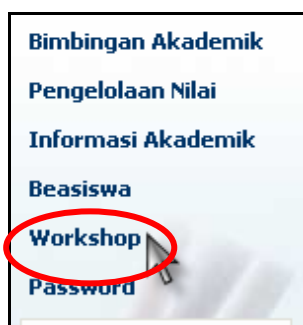 Bimbingan Akademik
Pengelolaan Nilai
Informasi Akademik
Beasiswa
Workshop
Password